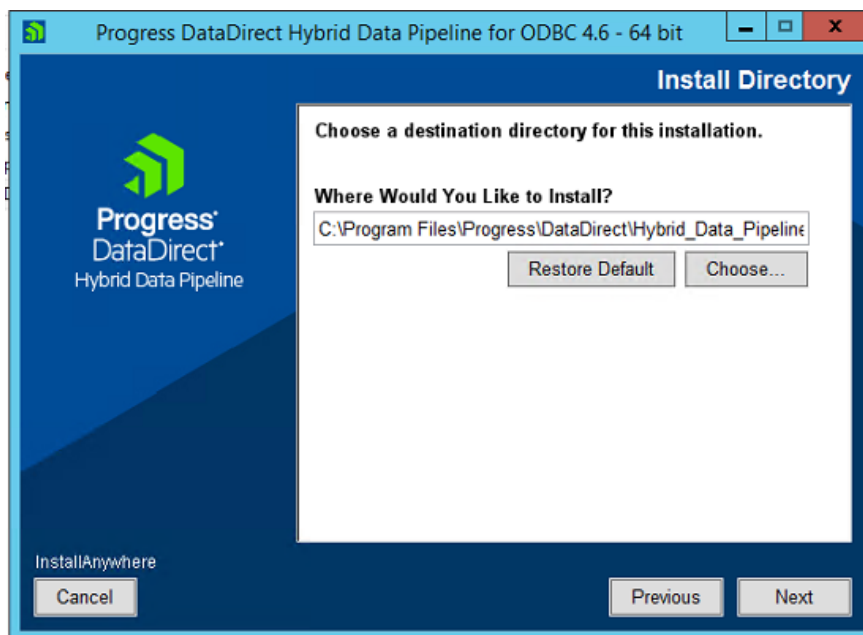 Progress DataDirect Hybrid Data Pipeline for ODBC 4.6 - 64 bit
Install Directory
Choose a destination directory for this installation.
Where Would You Like to Install?
C:\Program Files\Progress\DataDirect\Hybrid_Data_Pipeline
Restore Default
Choose...
Progress
DataDirect
Hybrid Data Pipeline
InstallAnywhere
Cancel
Previous
Next